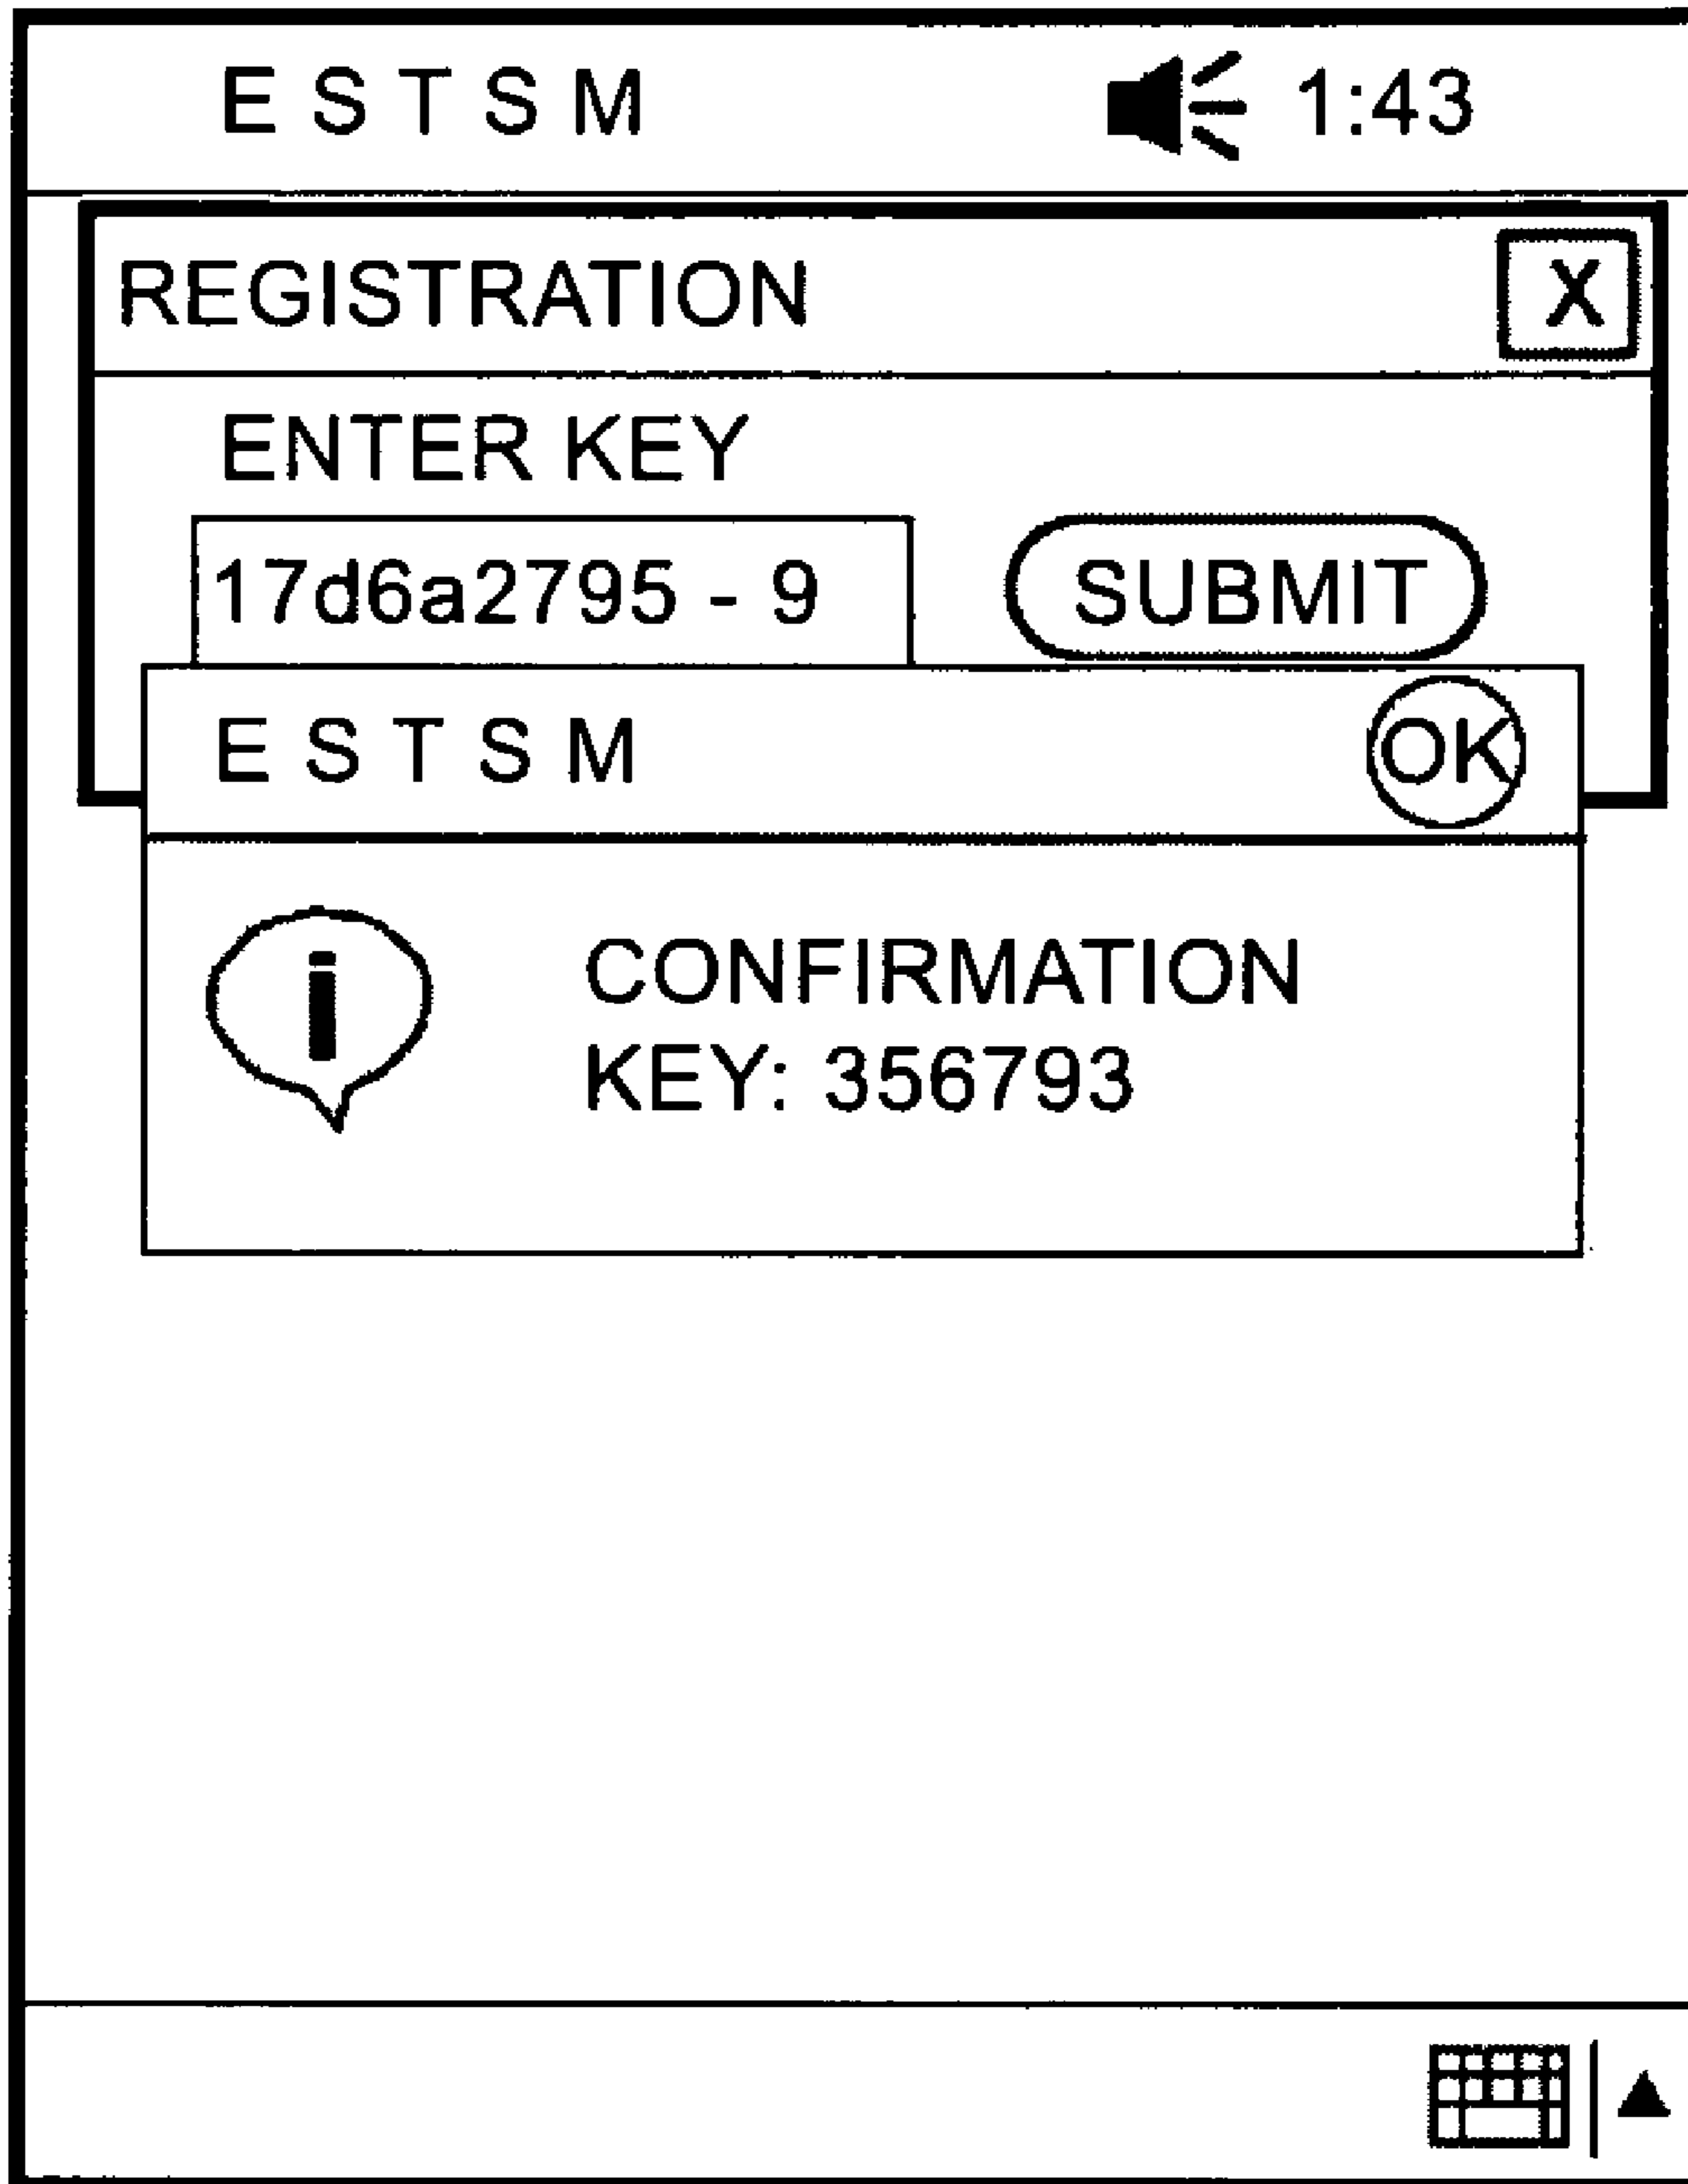 E S T S M 1:43
REGISTRATION X
ENTER KEY
17d6a2795 - 9 SUBMIT
E S T S M OK
i CONFIRMATION
KEY: 356793